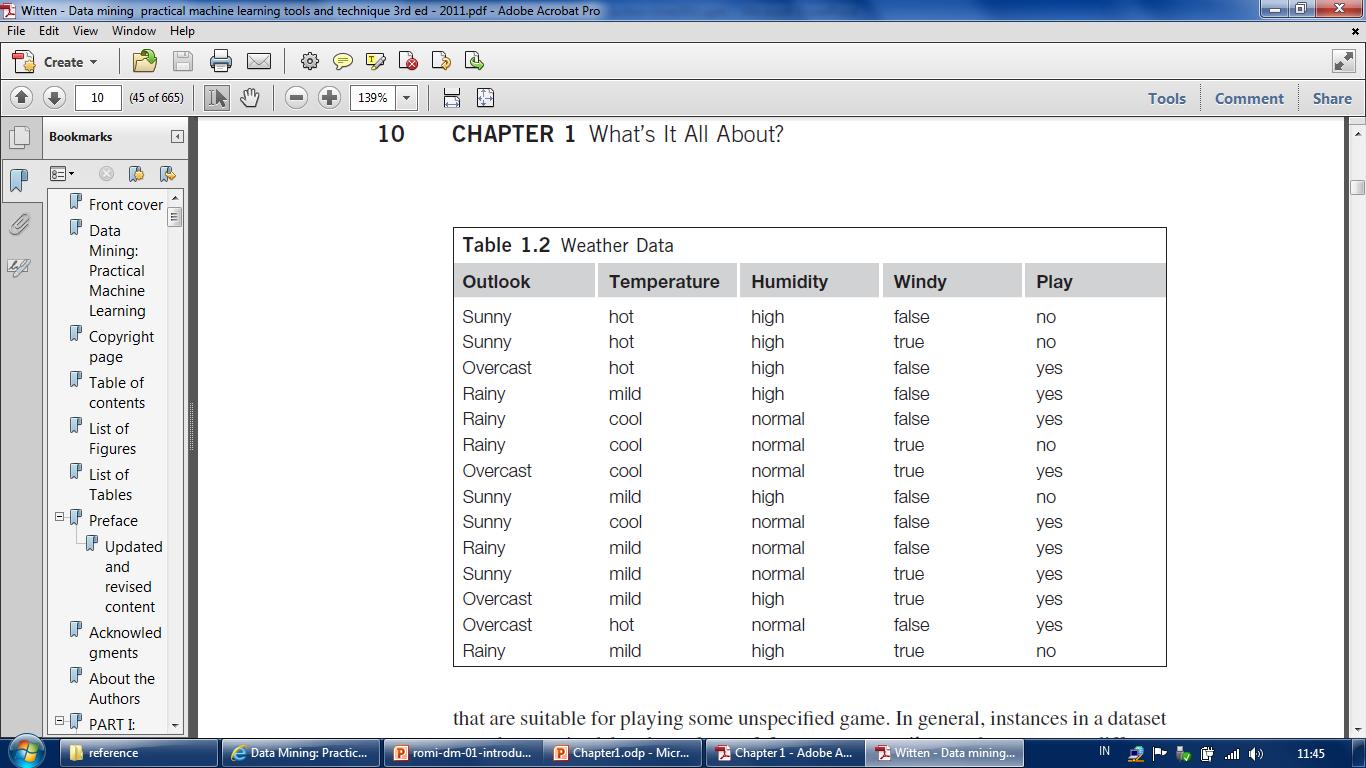 Witten - Data mining practical machine learning tools and technique 3rd ed - 2011.pdf - Adobe Acrobat Pro
File Edit View Window Help
Create
10 (45 of 665) 139% Tools Comment Share
Bookmarks
Front cover
Data
Mining:
Practical
Machine
Learning
Copyright
page
Table of
contents
List of
Figures
List of
Tables
Preface
Updated
and
revised
content
Acknowled
gments
About the
Authors
PART I:
10 CHAPTER 1 What's It All About?
Table 1.2 Weather Data
Outlook Temperature Humidity Windy Play
Sunny hot high false no
Sunny hot high true no
Overcast hot high false yes
Rainy mild high false yes
Rainy cool normal false yes
Rainy cool normal true no
Overcast cool normal true yes
Sunny mild high false no
Sunny cool normal false yes
Rainy mild normal false yes
Sunny mild normal true yes
Overcast mild high true yes
Overcast hot normal false yes
Rainy mild high true no
that are suitable for playing some unspecified game. In general, instances in a dataset
reference Data Mining: Practic... romi-dm-01-introdu... Chapter1.odp - Micr... Chapter 1 - Adobe A... Witten - Data mining... IN 11:45